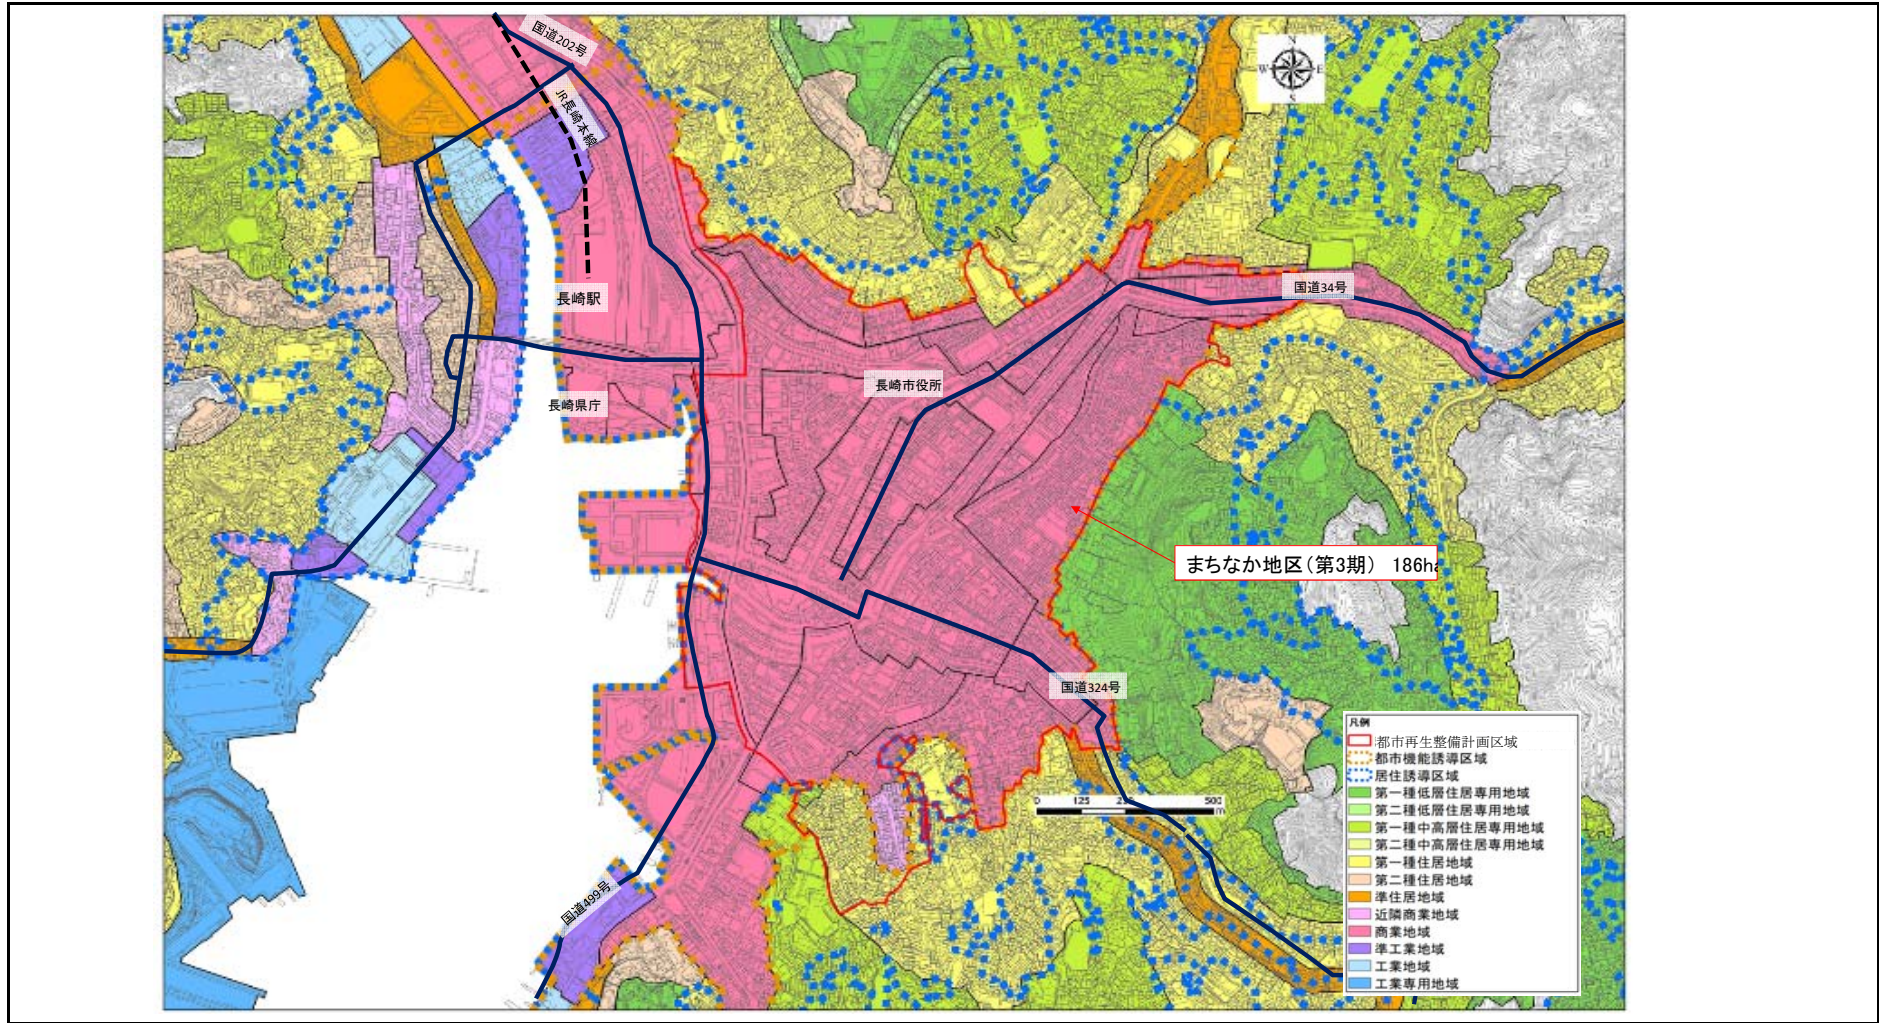 国道202号
N
W
E
S
JR長崎本線
国道34号
長崎駅
長崎市役所
長崎県庁
まちなか地区（第3期） 186ha
国道324号
0 125 250 500
m
国道499号
凡例
都市再生整備計画区域
都市機能誘導区域
居住誘導区域
第一種低層住居専用地域
第二種低層住居専用地域
第一種中高層住居専用地域
第二種中高層住居専用地域
第一種住居地域
第二種住居地域
準住居地域
近隣商業地域
商業地域
準工業地域
工業地域
工業専用地域